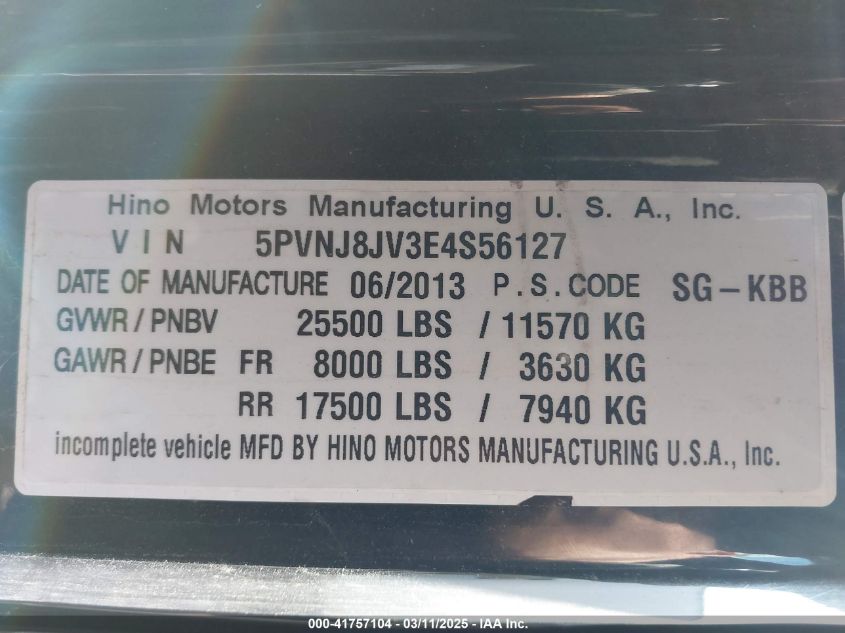 Hino Motors Manufacturing U. S. A., Inc.
VIN 5PVNJ8JV3E4S56127
DATE OF MANUFACTURE 06/2013 P.S.CODE SG-KBB
GVWR/PNBV 25500 LBS / 11570 KG
GAWR/PNBE FR 8000 LBS / 3630 KG
RR 17500 LBS / 7940 KG
incomplete vehicle MFD BY HINO MOTORS MANUFACTURING U.S.A., Inc.
000-41757104 - 03/11/2025 - IAA Inc.